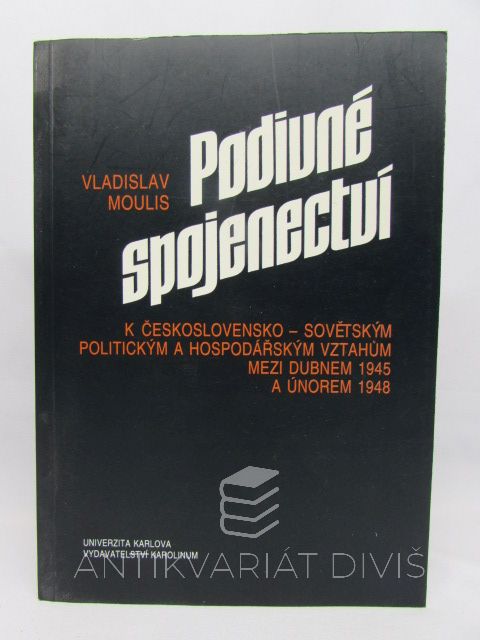 VLADISLAV
MOULIS
Podivné
spojenectví
K ČESKOSLOVENSKO – SOVĚTSKÝM
POLITICKÝM A HOSPODÁŘSKÝM VZTAHŮM
MEZI DUBNEM 1945
A ÚNOREM 1948
UNIVERZITA KARLOVA
VYDAVATELSTVÍ KAROLINUM
ANTIKVARIÁT DIVIŠ